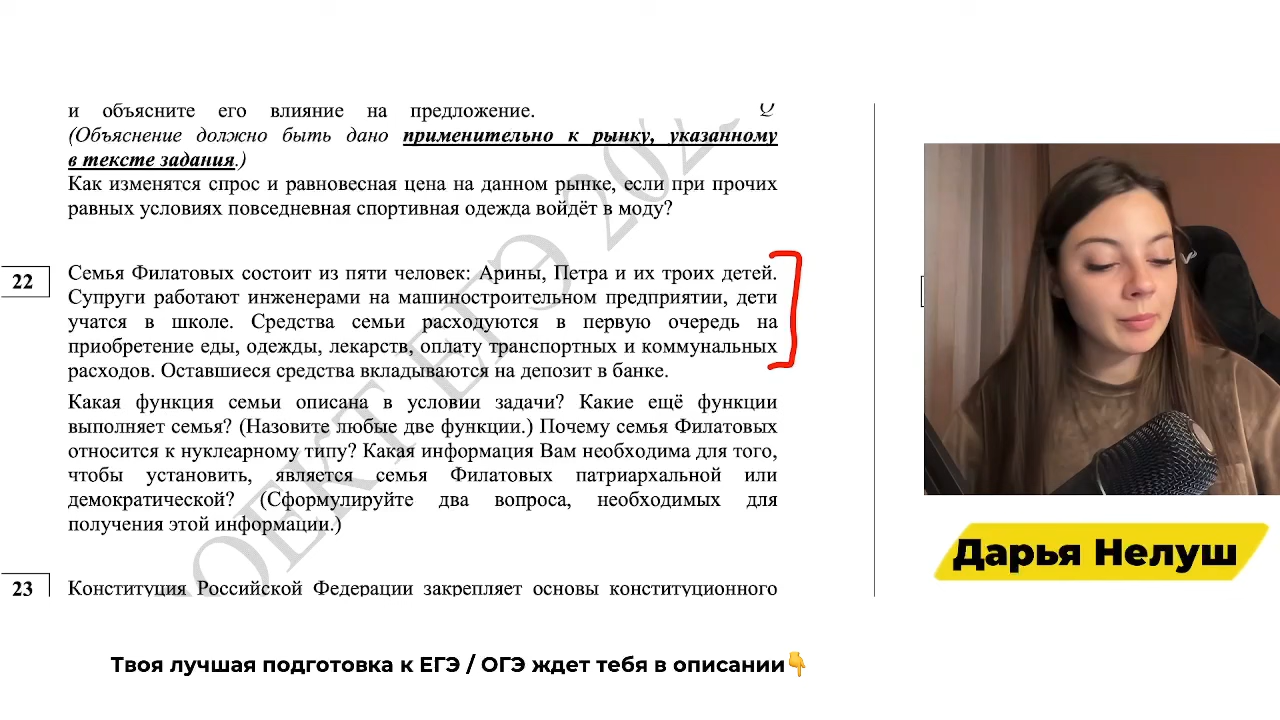 и объясните его влияние на предложение.
(Объяснение должно быть дано применительно к рынку, указанному
в тексте задания.)
Как изменятся спрос и равновесная цена на данном рынке, если при прочих
равных условиях повседневная спортивная одежда войдёт в моду?
22
Семья Филатовых состоит из пяти человек: Арины, Петра и их троих детей.
Супруги работают инженерами на машиностроительном предприятии, дети
учатся в школе. Средства семьи расходуются в первую очередь на
приобретение еды, одежды, лекарств, оплату транспортных и коммунальных
расходов. Оставшиеся средства вкладываются на депозит в банке.
Какая функция семьи описана в условии задачи? Какие ещё функции
выполняет семья? (Назовите любые две функции.) Почему семья Филатовых
относится к нуклеарному типу? Какая информация Вам необходима для того,
чтобы установить, является семья Филатовых патриархальной или
демократической? (Сформулируйте два вопроса, необходимых для
получения этой информации.)
23
Конституция Российской Федерации закрепляет основы конституционного
Дарья Нелуш
Твоя лучшая подготовка к ЕГЭ / ОГЭ ждет тебя в описании👇